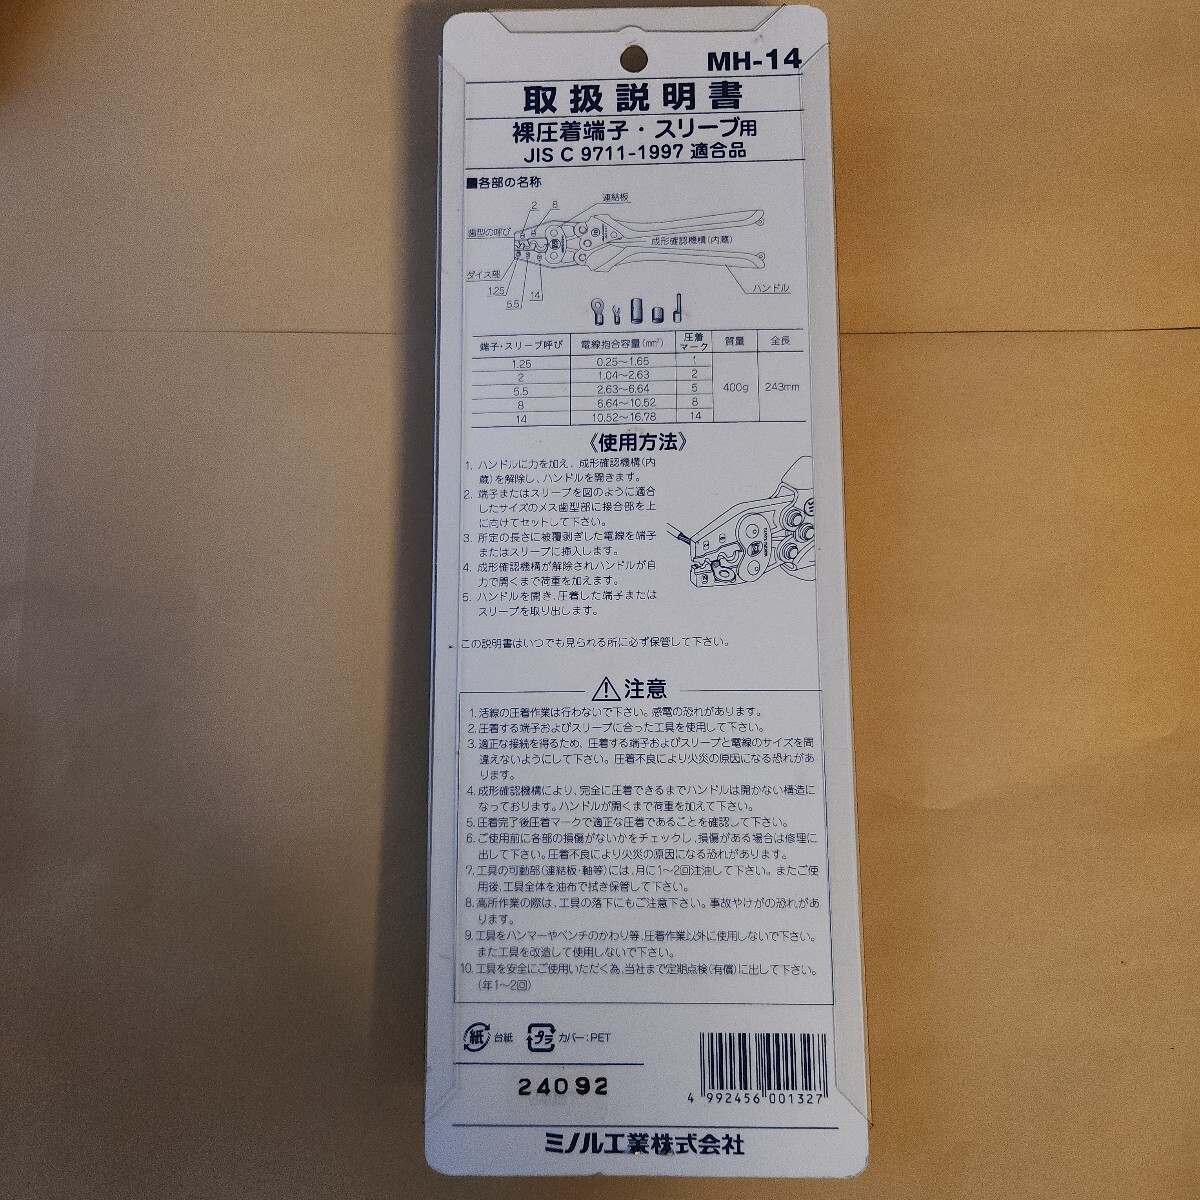 MH-14
取扱説明書
裸圧着端子・スリーブ用
JIS C 9711-1997 適合品
■各部の名称
2 8 連結板
歯型の呼び
成形確認機構(内蔵)
ダイス部
1.25
5.5
14
ハンドル
端子・スリーブ呼び 電線抱合容量(mm²) 圧着マーク 質量 全長
1.25 0.25～1.65 1
2 1.04～2.63 2
5.5 2.63～6.64 5 400g 243mm
8 6.64～10.52 8
14 10.52～16.78 14
《使用方法》
1. ハンドルに力を加え、成形確認機構(内
蔵)を解除し、ハンドルを開きます。
2. 端子またはスリーブを図のように適合
したサイズのメス歯型部に接合部を上
に向けてセットして下さい。
3. 所定の長さに被覆剥ぎした電線を端子
またはスリーブに挿入します。
4. 成形確認機構が解除されハンドルが自
力で開くまで荷重を加えます。
5. ハンドルを開き、圧着した端子または
スリーブを取り出します。
この説明書はいつでも見られる所に必ず保管して下さい。
注意
1. 活線の圧着作業は行わないで下さい。感電の恐れがあります。
2. 圧着する端子およびスリーブに合った工具を使用して下さい。
3. 適正な接続を得るため、圧着する端子およびスリーブと電線のサイズを間
違えないようにして下さい。圧着不良により火災の原因になる恐れがあ
ります。
4. 成形確認機構により、完全に圧着できるまでハンドルは開かない構造に
なっております。ハンドルが開くまで荷重を加えて下さい。
5. 圧着完了後圧着マークで適正な圧着であることを確認して下さい。
6. ご使用前に各部の損傷がないかをチェックし、損傷がある場合は修理に
出して下さい。圧着不良により火災の原因になる恐れがあります。
7. 工具の可動部(連結板・軸等)には、月に1～2回注油して下さい。またご使
用後、工具全体を油布で拭き保管して下さい。
8. 高所作業の際は、工具の落下にもご注意下さい。事故やけがの恐れがあ
ります。
9. 工具をハンマーやペンチのかわり等、圧着作業以外に使用しないで下さい。
また工具を改造して使用しないで下さい。
10. 工具を安全にご使用いただく為、当社まで定期点検(有償)に出して下さい。
(年1～2回)
紙 台紙 プラ カバー：PET
24092
4 992456 001327
ミノル工業株式会社